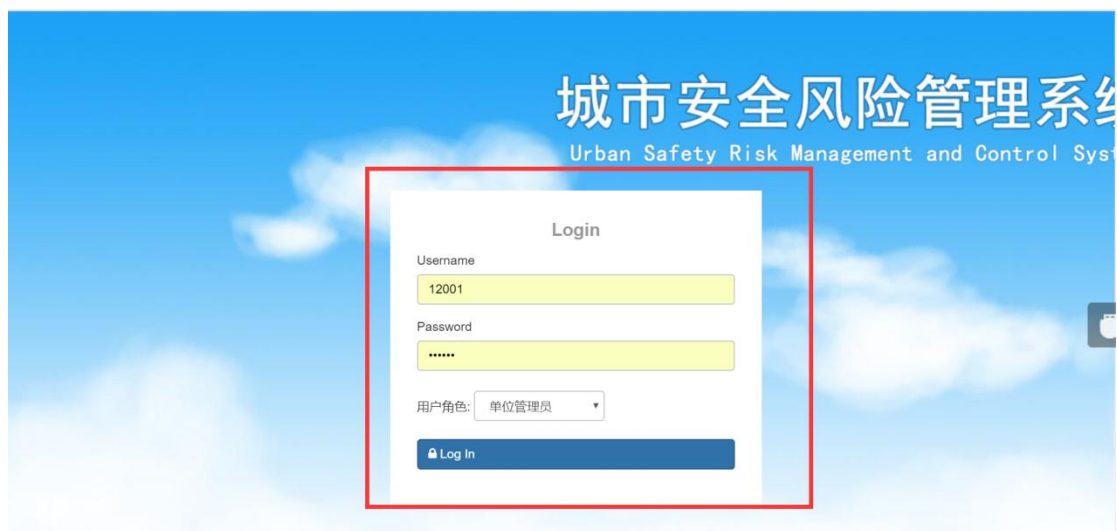 城市安全风险管理系
Urban Safety Risk Management and Control Syst
Login
Username
12001
Password
••••••
用户角色: 单位管理员
Log In